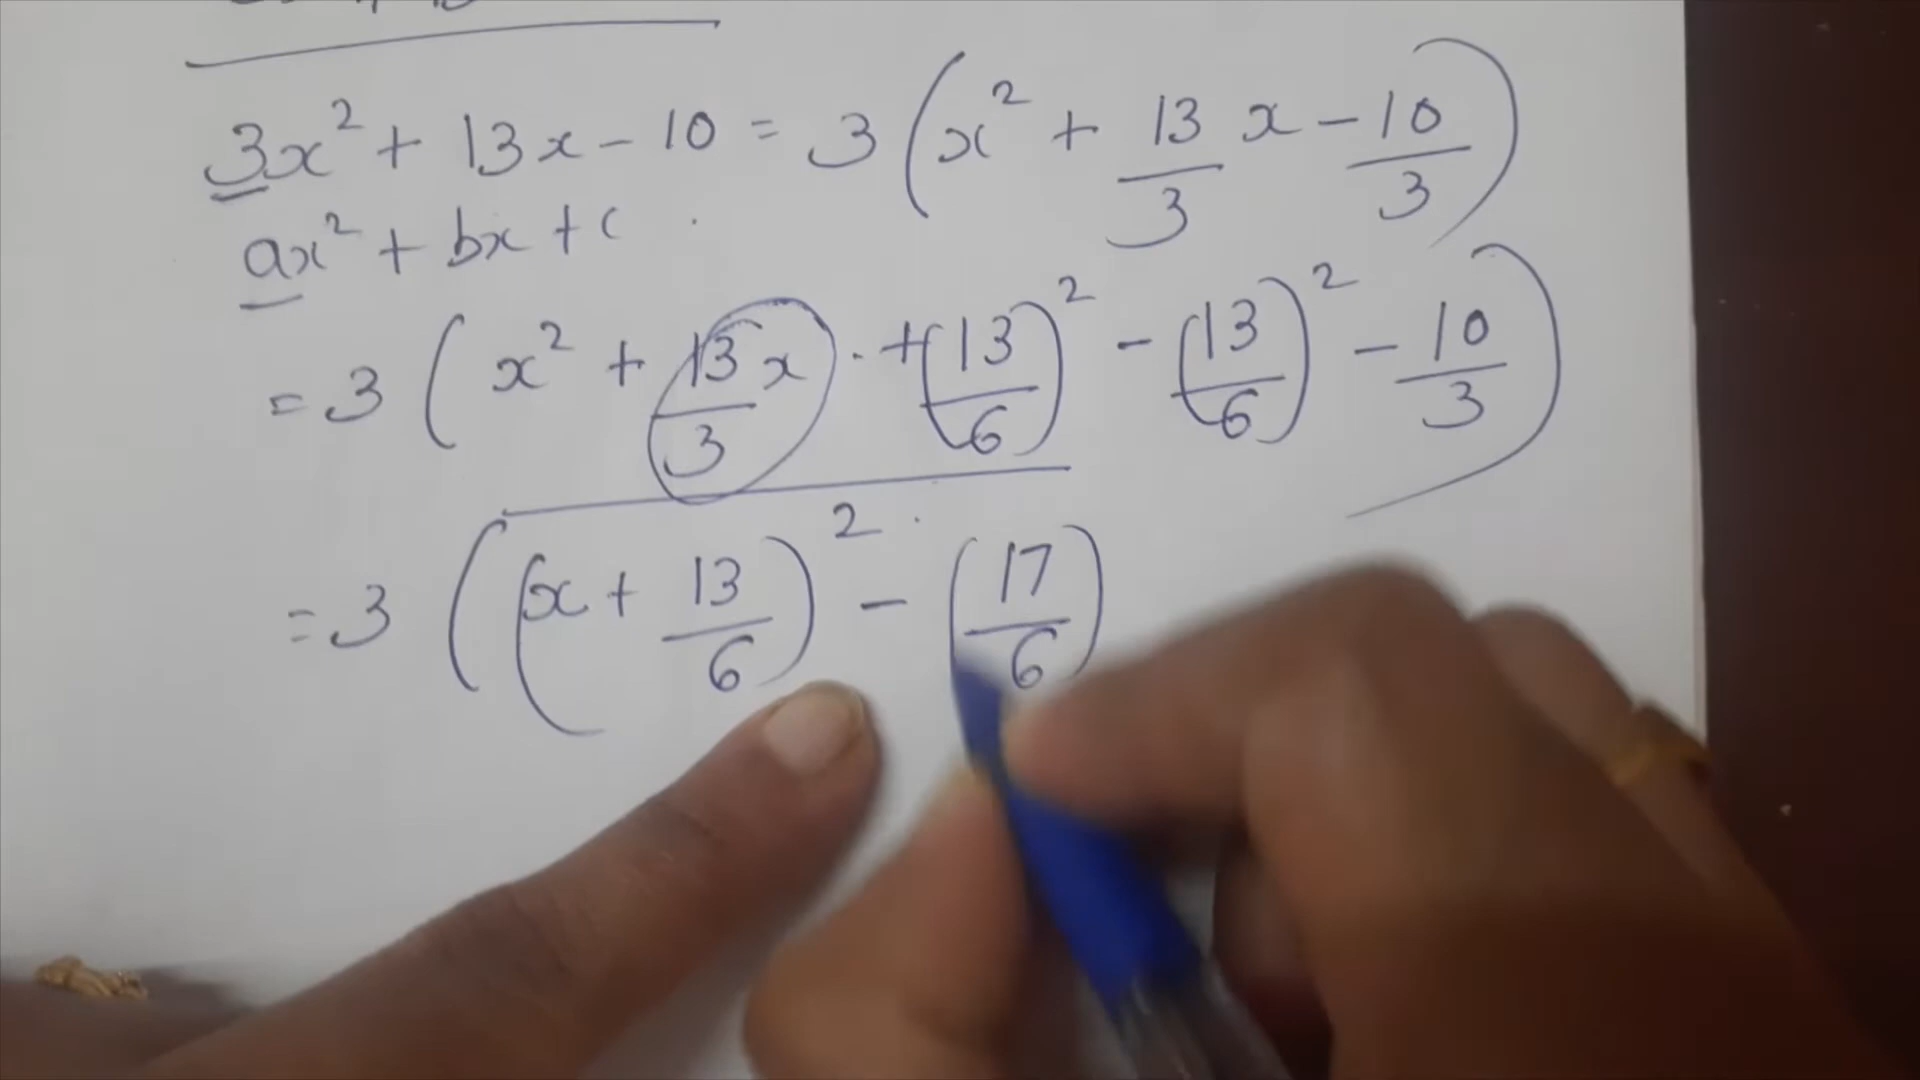 3x² + 13x - 10 = 3 (x² + 13/3 x - 10/3)
ax² + bx + c .
= 3 ( x² + 13/3 x . + (13/6)² - (13/6)² - 10/3 )
= 3 ( (x + 13/6)² - (17/6)